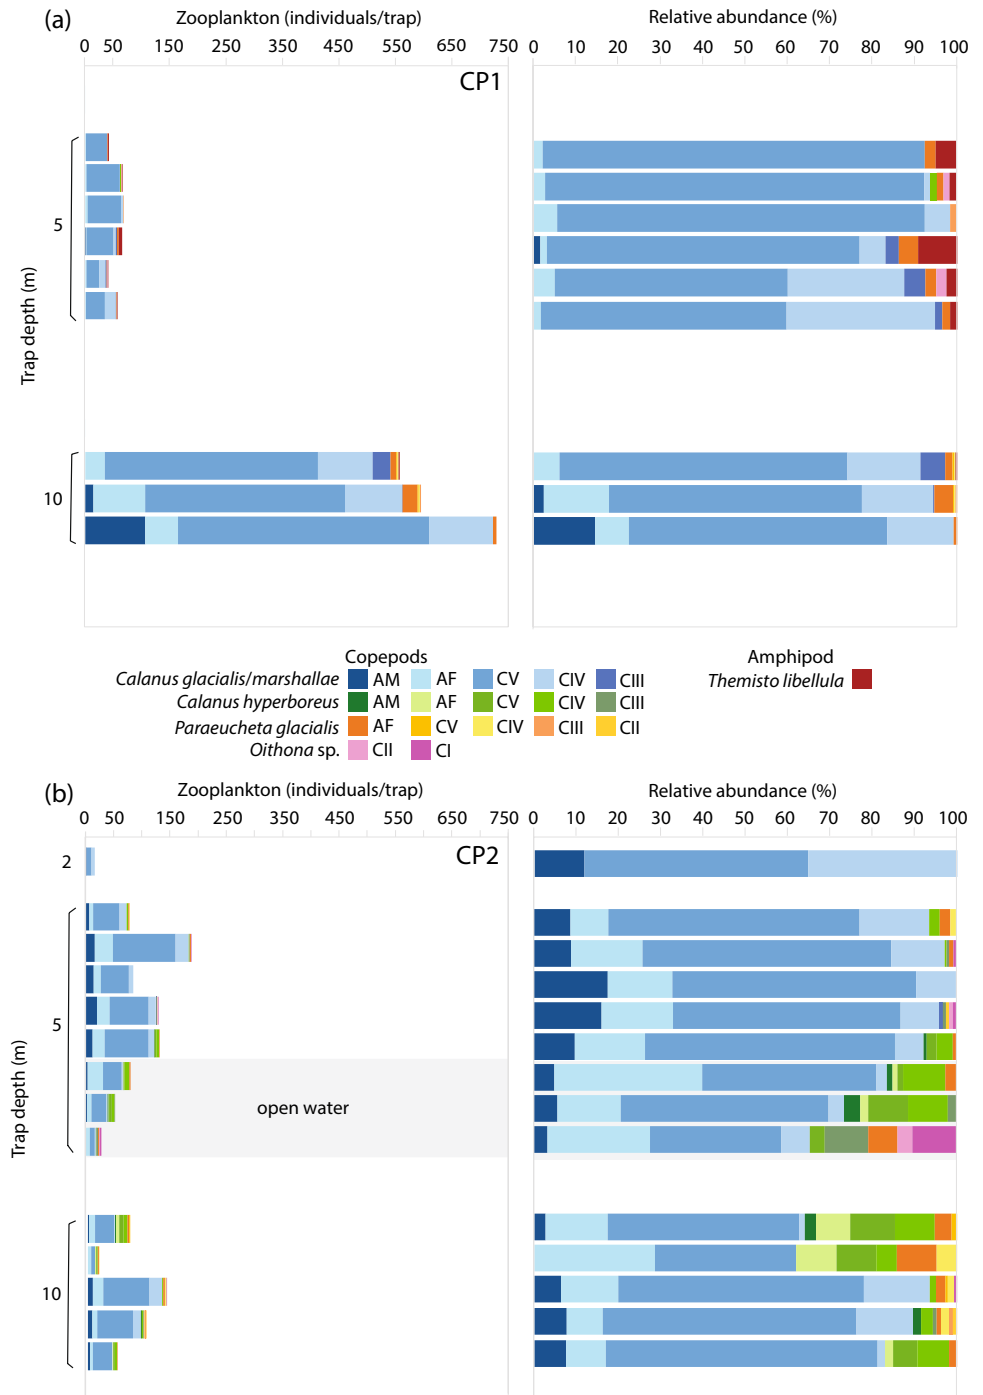 (a)
Zooplankton (individuals/trap)
Relative abundance (%)
0 50 150 250 350 450 550 650 750
0 10 20 30 40 50 60 70 80 90 100
CP1
5
Trap depth (m)
10
Copepods
Amphipod
Calanus glacialis/marshallae AM AF CV CIV CIII
Themisto libellula
Calanus hyperboreus AM AF CV CIV CIII
Paraeucheta glacialis AF CV CIV CIII CII
Oithona sp. CII CI
(b)
Zooplankton (individuals/trap)
Relative abundance (%)
0 50 150 250 350 450 550 650 750
0 10 20 30 40 50 60 70 80 90 100
2
CP2
5
open water
Trap depth (m)
10